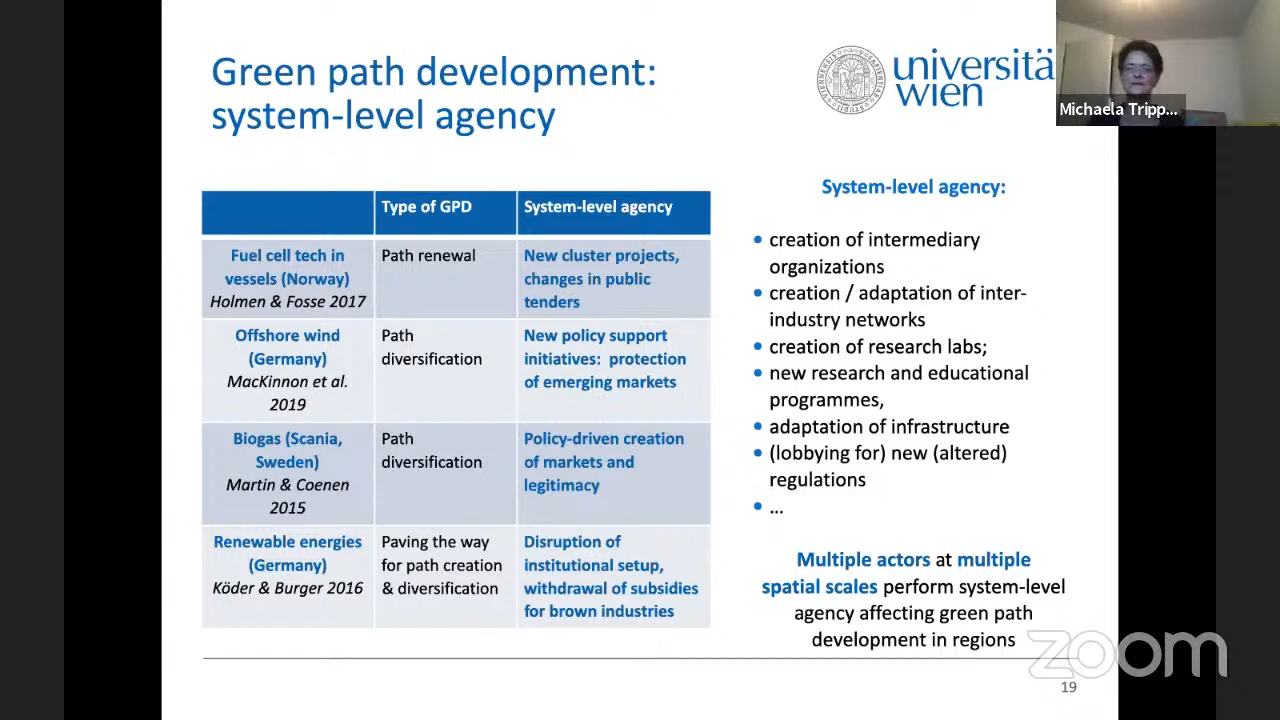 Green path development:
system-level agency
universitä
wien
Michaela Tripp...
Type of GPD
System-level agency
Fuel cell tech in
vessels (Norway)
Holmen & Fosse 2017
Path renewal
New cluster projects,
changes in public
tenders
Offshore wind
(Germany)
MacKinnon et al.
2019
Path
diversification
New policy support
initiatives: protection
of emerging markets
Biogas (Scania,
Sweden)
Martin & Coenen
2015
Path
diversification
Policy-driven creation
of markets and
legitimacy
Renewable energies
(Germany)
Köder & Burger 2016
Paving the way
for path creation
& diversification
Disruption of
institutional setup,
withdrawal of subsidies
for brown industries
System-level agency:
• creation of intermediary
organizations
• creation / adaptation of inter-
industry networks
• creation of research labs;
• new research and educational
programmes,
• adaptation of infrastructure
• (lobbying for) new (altered)
regulations
• ...
Multiple actors at multiple
spatial scales perform system-level
agency affecting green path
development in regions
zoom
19